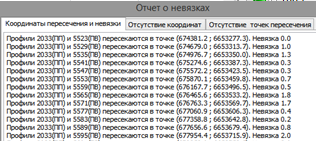 Отчет о невязках
Координаты пересечения и невязки
Отсутствие координат
Отсутствие точек пересечения
Профили 2033(ПП) и 5523(ПВ) пересекаются в точке (674381.2 ; 6653277.3). Невязка 0.0
Профили 2033(ПП) и 5529(ПВ) пересекаются в точке (674679.0 ; 6653313.7). Невязка 1.0
Профили 2033(ПП) и 5535(ПВ) пересекаются в точке (674976.7 ; 6653350.0). Невязка 1.3
Профили 2033(ПП) и 5541(ПВ) пересекаются в точке (675274.6 ; 6653387.3). Невязка 0.3
Профили 2033(ПП) и 5547(ПВ) пересекаются в точке (675572.2 ; 6653423.5). Невязка 0.3
Профили 2033(ПП) и 5553(ПВ) пересекаются в точке (675870.1 ; 6653459.8). Невязка 0.7
Профили 2033(ПП) и 5559(ПВ) пересекаются в точке (676167.7 ; 6653496.5). Невязка 0.5
Профили 2033(ПП) и 5565(ПВ) пересекаются в точке (676465.6 ; 6653533.2). Невязка 1.8
Профили 2033(ПП) и 5571(ПВ) пересекаются в точке (676763.3 ; 6653569.7). Невязка 1.7
Профили 2033(ПП) и 5577(ПВ) пересекаются в точке (677060.9 ; 6653606.3). Невязка 0.4
Профили 2033(ПП) и 5583(ПВ) пересекаются в точке (677358.8 ; 6653642.8). Невязка 0.2
Профили 2033(ПП) и 5589(ПВ) пересекаются в точке (677656.6 ; 6653679.4). Невязка 0.8
Профили 2033(ПП) и 5595(ПВ) пересекаются в точке (677954.4 ; 6653715.9). Невязка 2.0